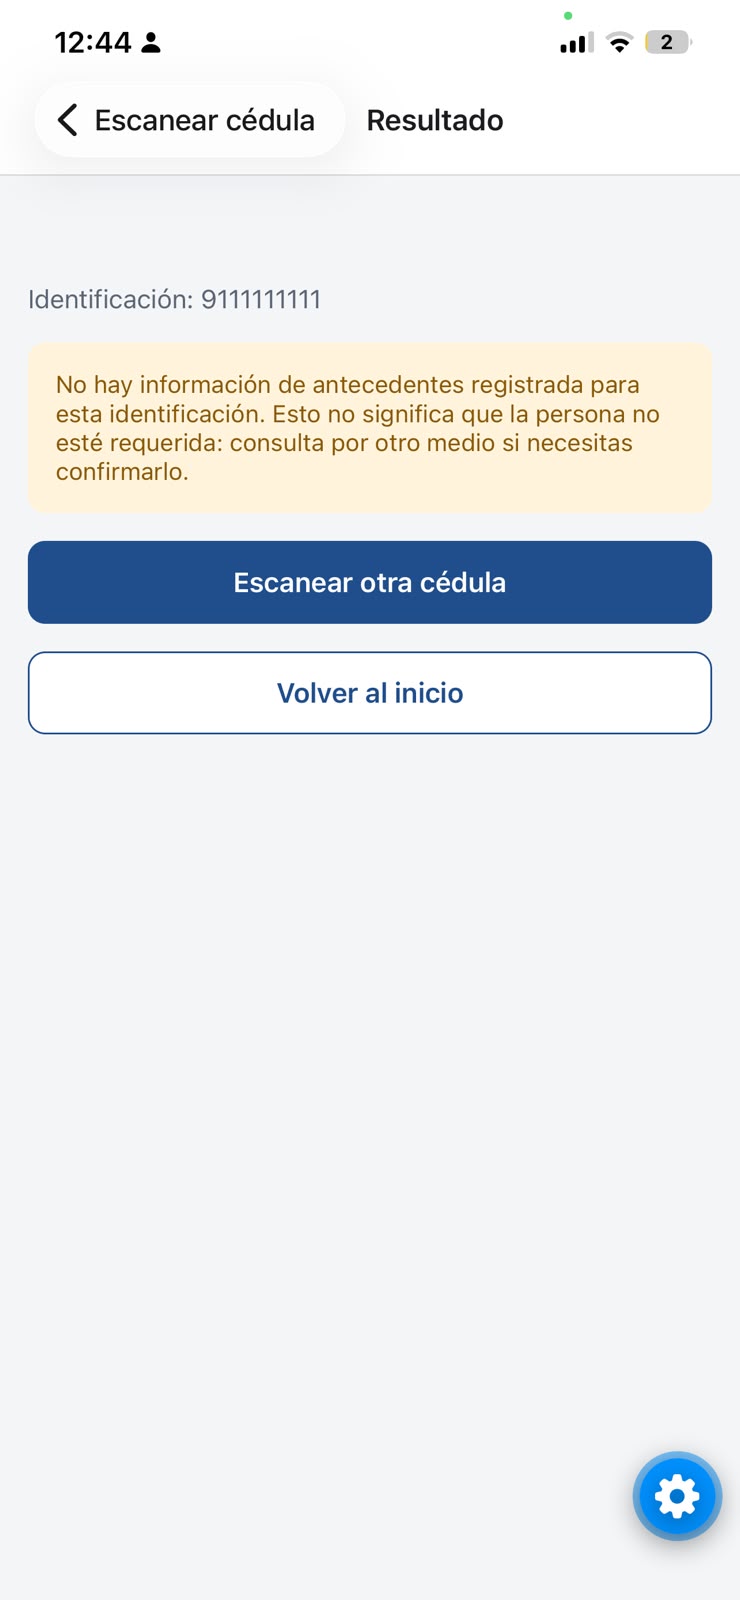 12:44
2
Escanear cédula
Resultado
Identificación: 9111111111
No hay información de antecedentes registrada para
esta identificación. Esto no significa que la persona no
esté requerida: consulta por otro medio si necesitas
confirmarlo.
Escanear otra cédula
Volver al inicio